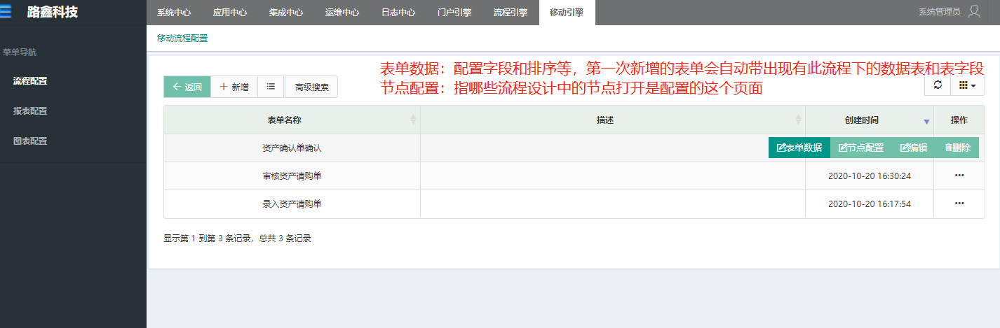 路鑫科技
系统中心 应用中心 集成中心 运维中心 日志中心 门户引擎 流程引擎 移动引擎 系统管理员
移动流程配置
菜单导航
流程配置
报表配置
图表配置
表单数据：配置字段和排序等，第一次新增的表单会自动带出现有此流程下的数据表和表字段
节点配置：指哪些流程设计中的节点打开是配置的这个页面
返回 新增 高级搜索
表单名称 描述 创建时间 操作
资产确认单确认 表单数据 节点配置 编辑 删除
审核资产请购单 2020-10-20 16:30:24 •••
录入资产请购单 2020-10-20 16:17:54 •••
显示第 1 到第 3 条记录，总共 3 条记录